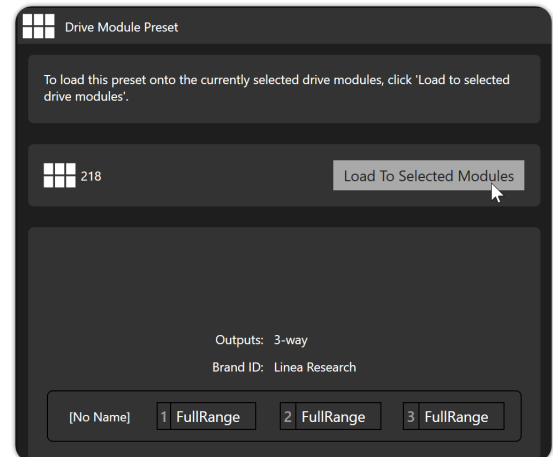 Drive Module Preset
To load this preset onto the currently selected drive modules, click 'Load to selected
drive modules'.
218
Load To Selected Modules
Outputs: 3-way
Brand ID: Linea Research
[No Name] 1 FullRange 2 FullRange 3 FullRange